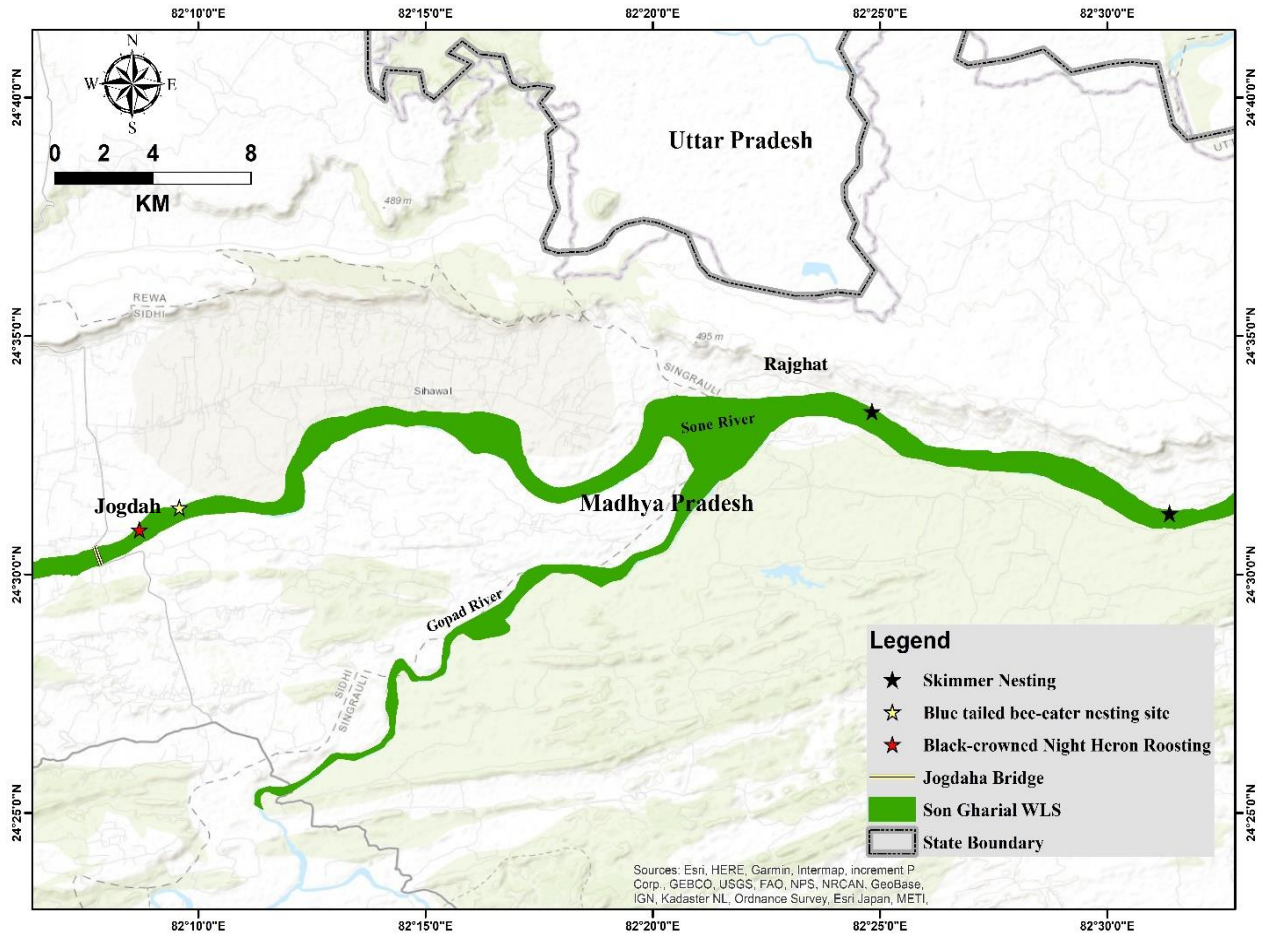 82°10'0"E 82°15'0"E 82°20'0"E 82°25'0"E 82°30'0"E
N
W E
S
24°40'0"N 24°40'0"N
0 2 4 8
KM
Uttar Pradesh
489 m
REWA
SIDHI
24°35'0"N 24°35'0"N
495 m
Rajghat
SINGRAULI
Sihawal
Sone River
Jogdah
Madhya Pradesh
24°30'0"N 24°30'0"N
Gopad River
SIDHI
SINGRAULI
Legend
Skimmer Nesting
Blue tailed bee-eater nesting site
Black-crowned Night Heron Roosting
Jogdaha Bridge
Son Gharial WLS
State Boundary
24°25'0"N 24°25'0"N
Sources: Esri, HERE, Garmin, Intermap, increment P
Corp., GEBCO, USGS, FAO, NPS, NRCAN, GeoBase,
IGN, Kadaster NL, Ordnance Survey, Esri Japan, METI,
82°10'0"E 82°15'0"E 82°20'0"E 82°25'0"E 82°30'0"E